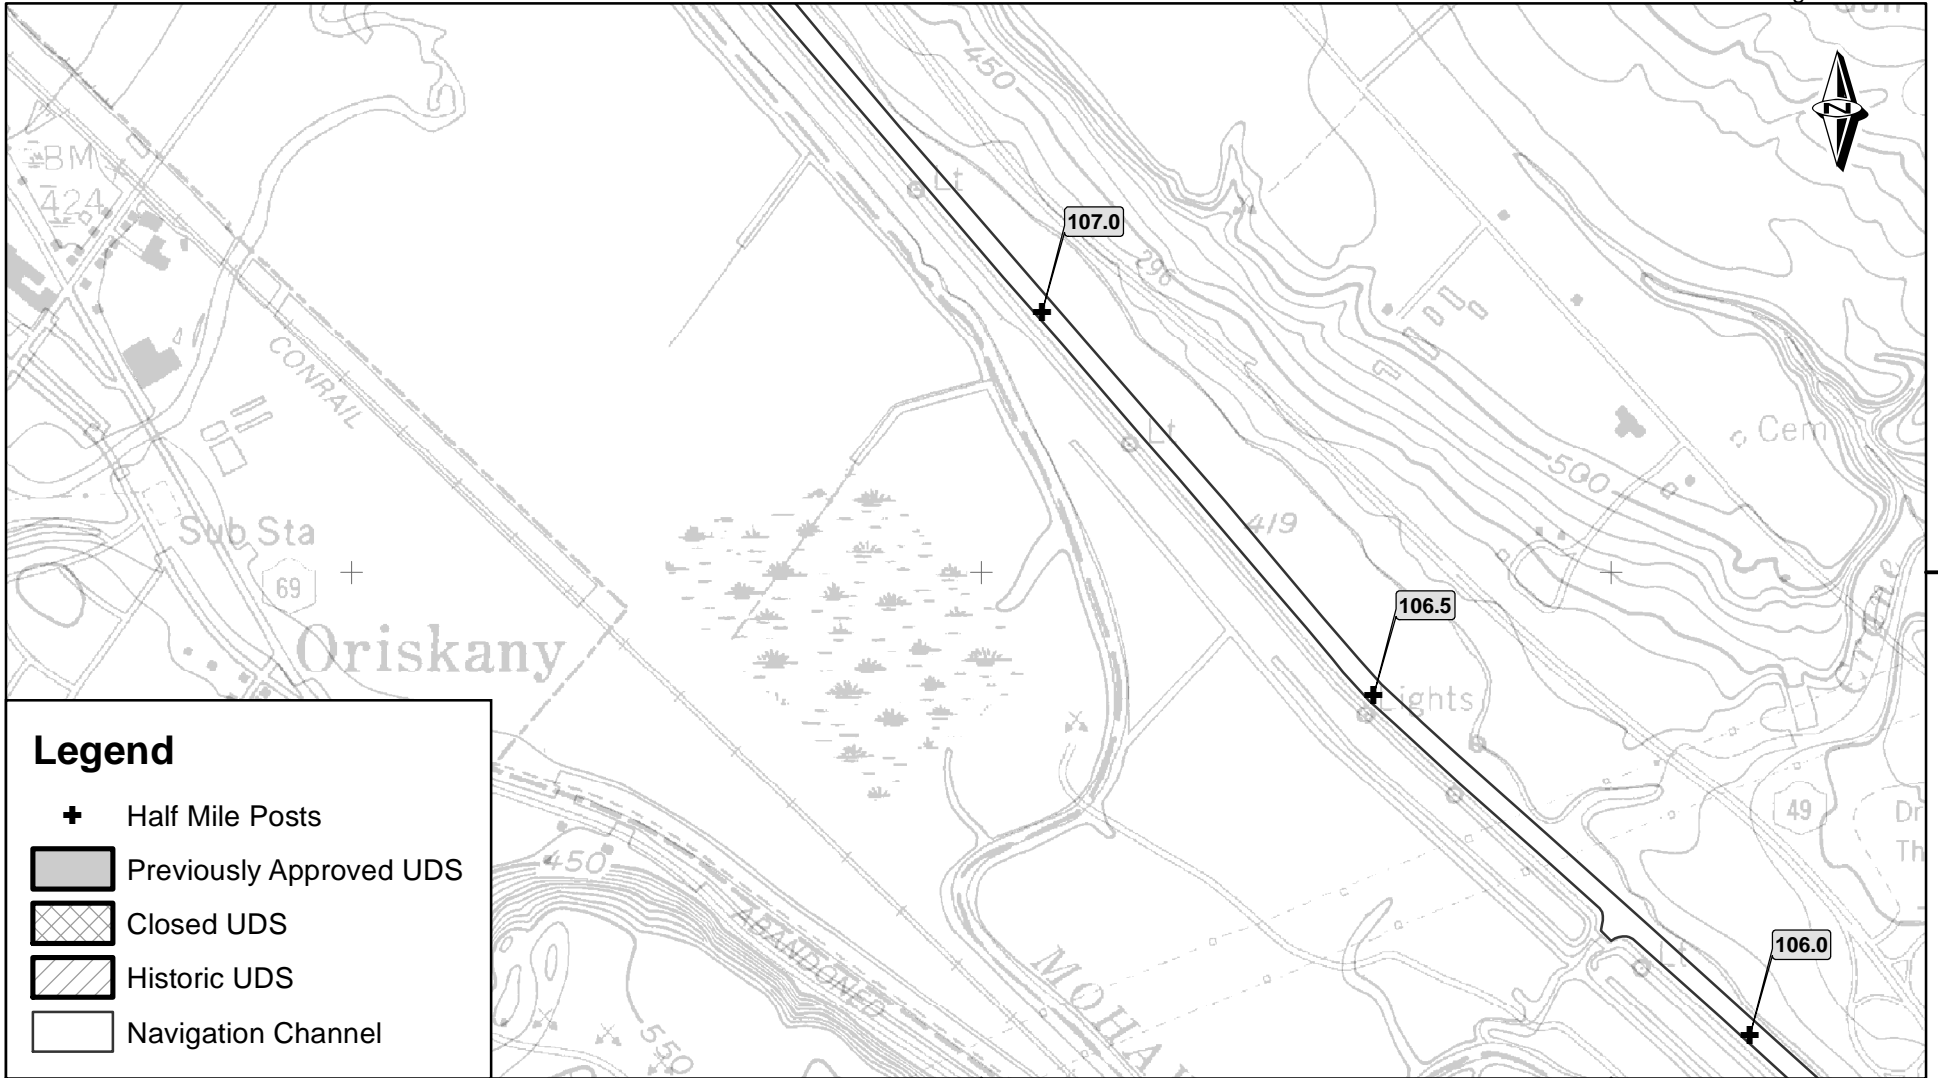 450
BM
424
Lt
N
107.0
296
CONRAIL
Lt
Cem
500
419
Sub Sta
69
106.5
Oriskany
Lights
49
Legend
Half Mile Posts
Previously Approved UDS
Closed UDS
Historic UDS
Navigation Channel
450
ABANDONED
550
MOHA
Lt
106.0
Dr
Th